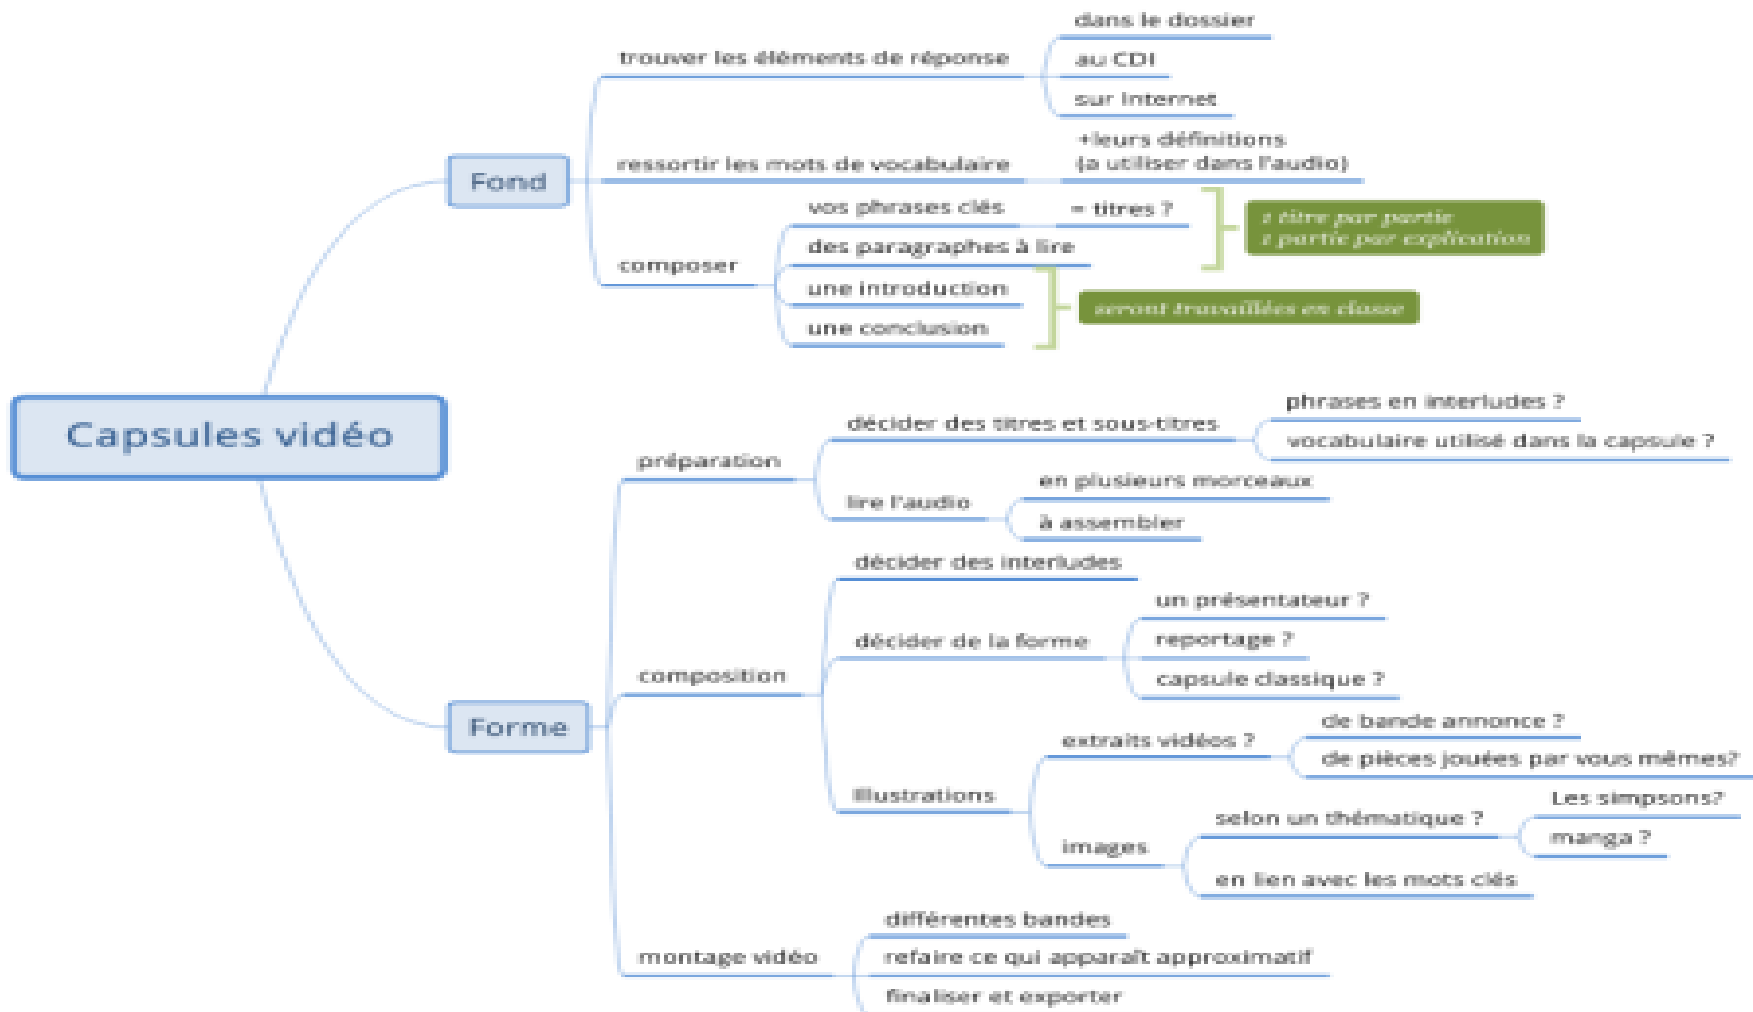 dans le dossier
trouver les éléments de réponse
au CDI
sur Internet
+leurs définitions
ressortir les mots de vocabulaire
(a utiliser dans l'audio)
Fond
vos phrases clés
= titres ?
1 titre par partie
1 partie par explication
des paragraphes à lire
composer
une introduction
seront travaillées en classe
une conclusion
Capsules vidéo
phrases en interludes ?
décider des titres et sous-titres
vocabulaire utilisé dans la capsule ?
préparation
en plusieurs morceaux
lire l'audio
à assembler
décider des interludes
un présentateur ?
décider de la forme
reportage ?
composition
capsule classique ?
Forme
de bande annonce ?
extraits vidéos ?
de pièces jouées par vous mêmes?
Illustrations
Les simpsons?
selon un thématique ?
manga ?
images
en lien avec les mots clés
différentes bandes
montage vidéo
refaire ce qui apparaît approximatif
finaliser et exporter